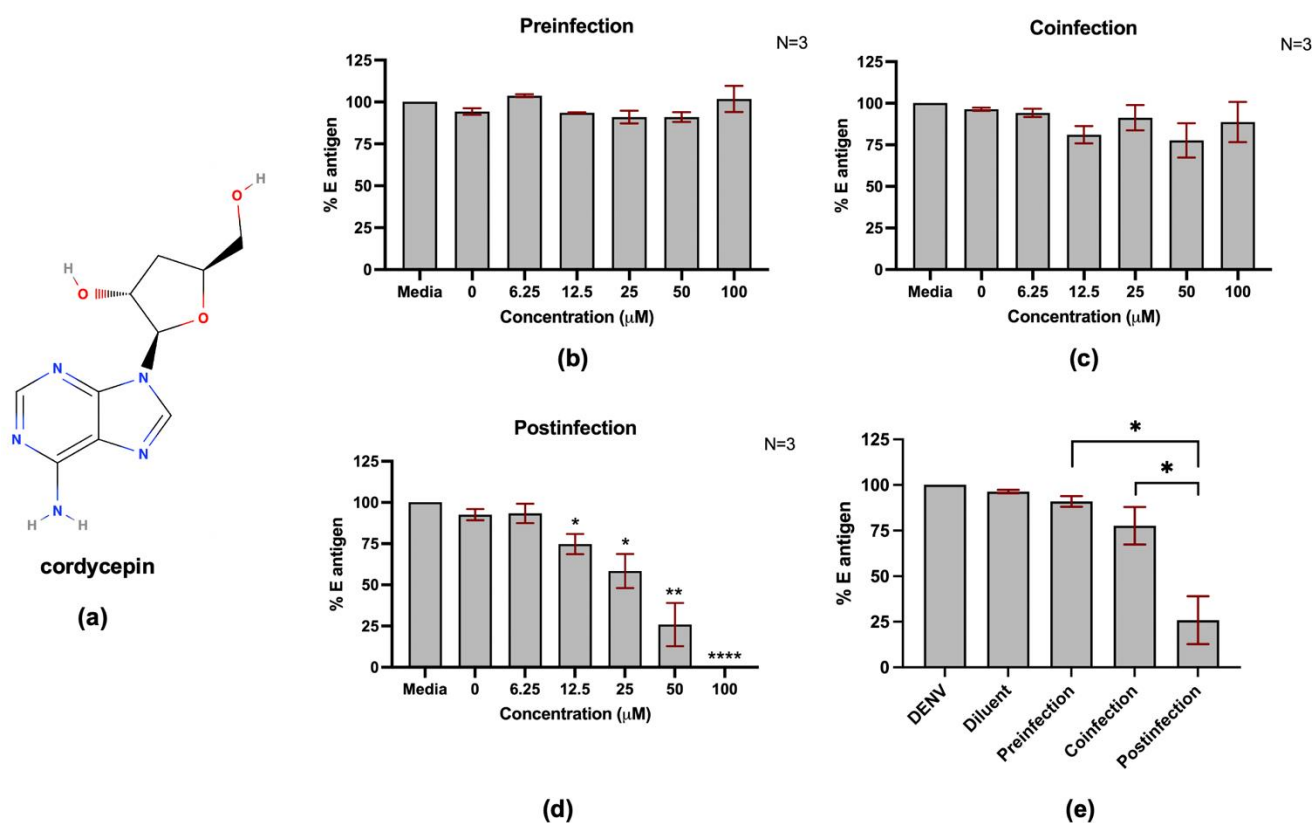 H
O
H
O
O
N
N
N
N
N
H
H
cordycepin
(a)
Preinfection
N=3
% E antigen
125
100
75
50
25
0
Media 0 6.25 12.5 25 50 100
Concentration (μM)
(b)
Coinfection
N=3
% E antigen
125
100
75
50
25
0
Media 0 6.25 12.5 25 50 100
Concentration (μM)
(c)
Postinfection
N=3
% E antigen
125
100
75
50
25
0
*
*
**
****
Media 0 6.25 12.5 25 50 100
Concentration (μM)
(d)
% E antigen
125
100
75
50
25
0
*
*
DENV
Diluent
Preinfection
Coinfection
Postinfection
(e)